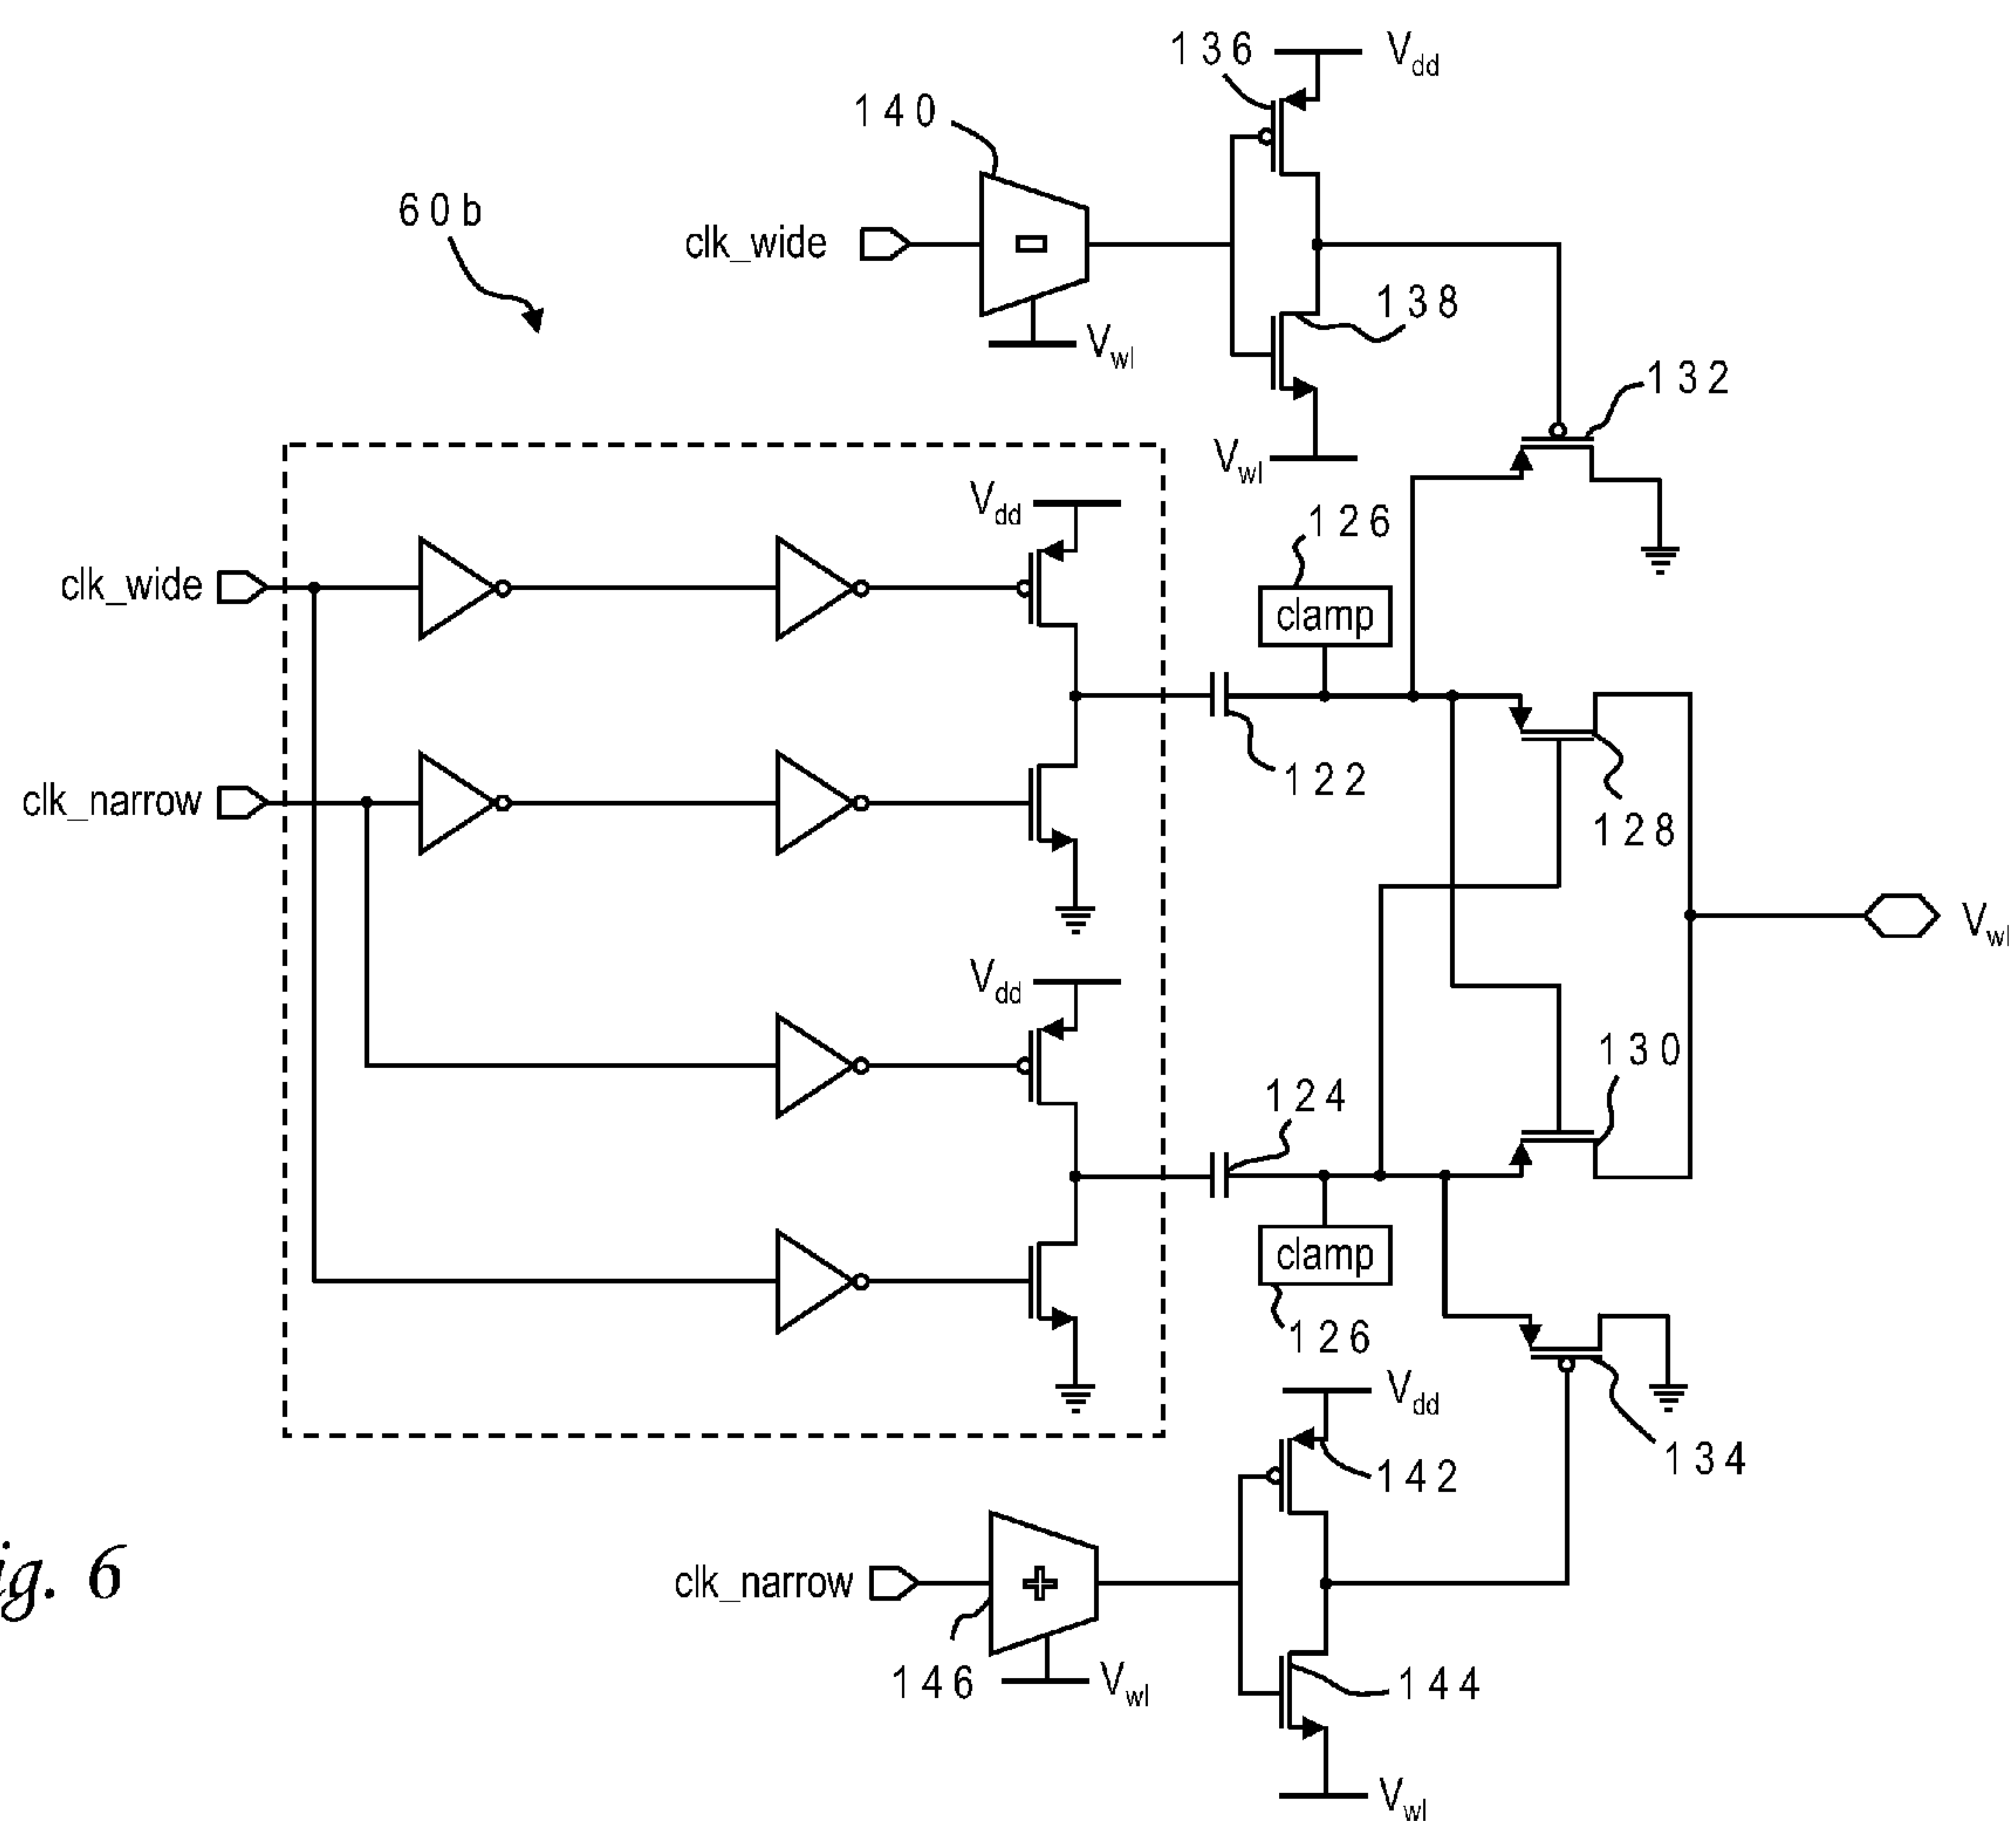 136
Vdd
140
60b
clk_wide
138
Vwl
132
Vwl
Vdd
126
clk_wide
clamp
122
clk_narrow
128
Vwl
Vdd
130
124
clamp
126
Vdd
134
142
ig. 6
clk_narrow
146
Vwl
144
Vwl